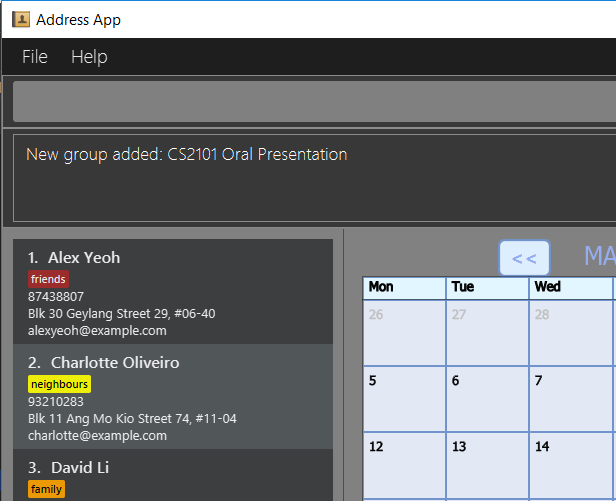 Address App
File Help
New group added: CS2101 Oral Presentation
1. Alex Yeoh
friends
87438807
Blk 30 Geylang Street 29, #06-40
alexyeoh@example.com
2. Charlotte Oliveiro
neighbours
93210283
Blk 11 Ang Mo Kio Street 74, #11-04
charlotte@example.com
3. David Li
family
<< MA
Mon Tue Wed
26 27 28
5 6 7
12 13 14